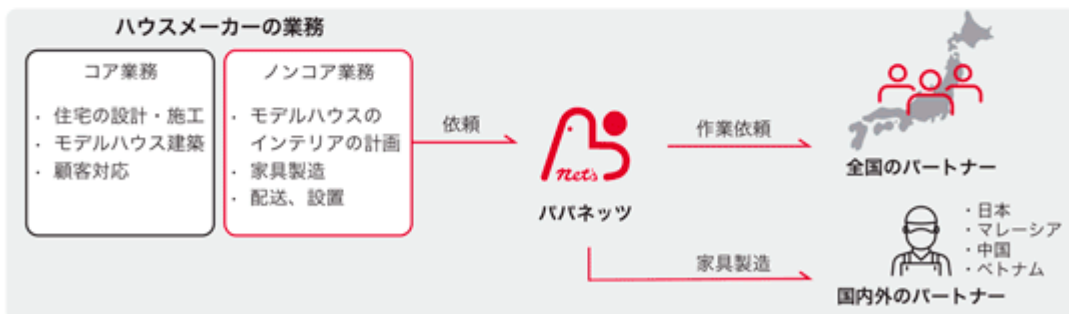 ハウスメーカーの業務
コア業務
・ 住宅の設計・施工
・ モデルハウス建築
・ 顧客対応
ノンコア業務
・ モデルハウスの
インテリアの計画
・ 家具製造
・ 配送、設置
依頼
net's
パパネッツ
作業依頼
全国のパートナー
家具製造
・日本
・マレーシア
・中国
・ベトナム
国内外のパートナー